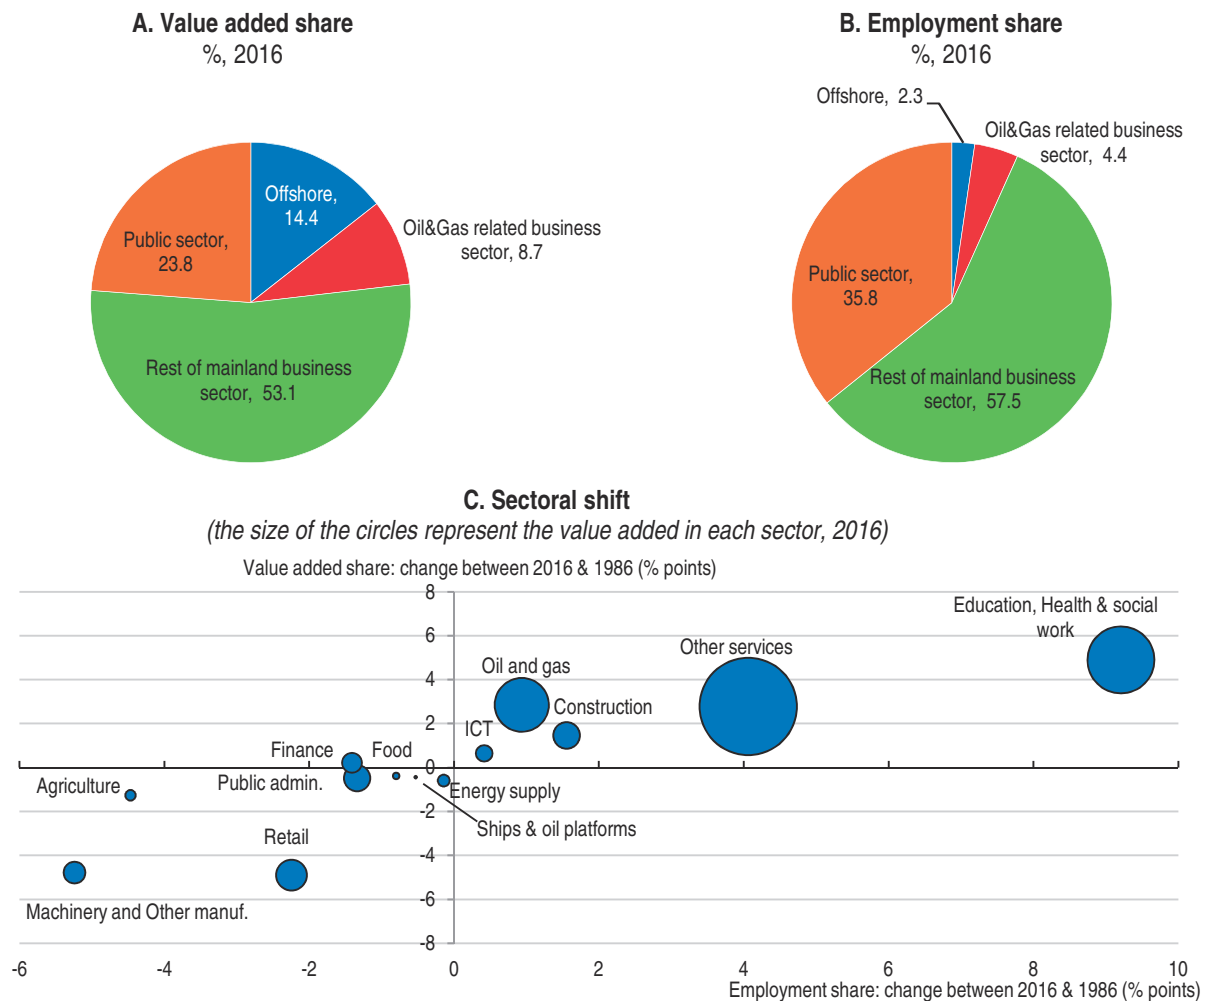 A. Value added share
%, 2016
Offshore,
14.4
Oil&Gas related business
sector, 8.7
Public sector,
23.8
Rest of mainland business
sector, 53.1
B. Employment share
%, 2016
Offshore, 2.3
Oil&Gas related business
sector, 4.4
Public sector,
35.8
Rest of mainland business
sector, 57.5
C. Sectoral shift
(the size of the circles represent the value added in each sector, 2016)
Value added share: change between 2016 & 1986 (% points)
8
6
4
2
0
-2
-4
-6
-8
Education, Health & social
work
Other services
Oil and gas
Construction
ICT
Finance
Food
Public admin.
Agriculture
Energy supply
Ships & oil platforms
Retail
Machinery and Other manuf.
-6
-4
-2
0
2
4
6
8
10
Employment share: change between 2016 & 1986 (% points)